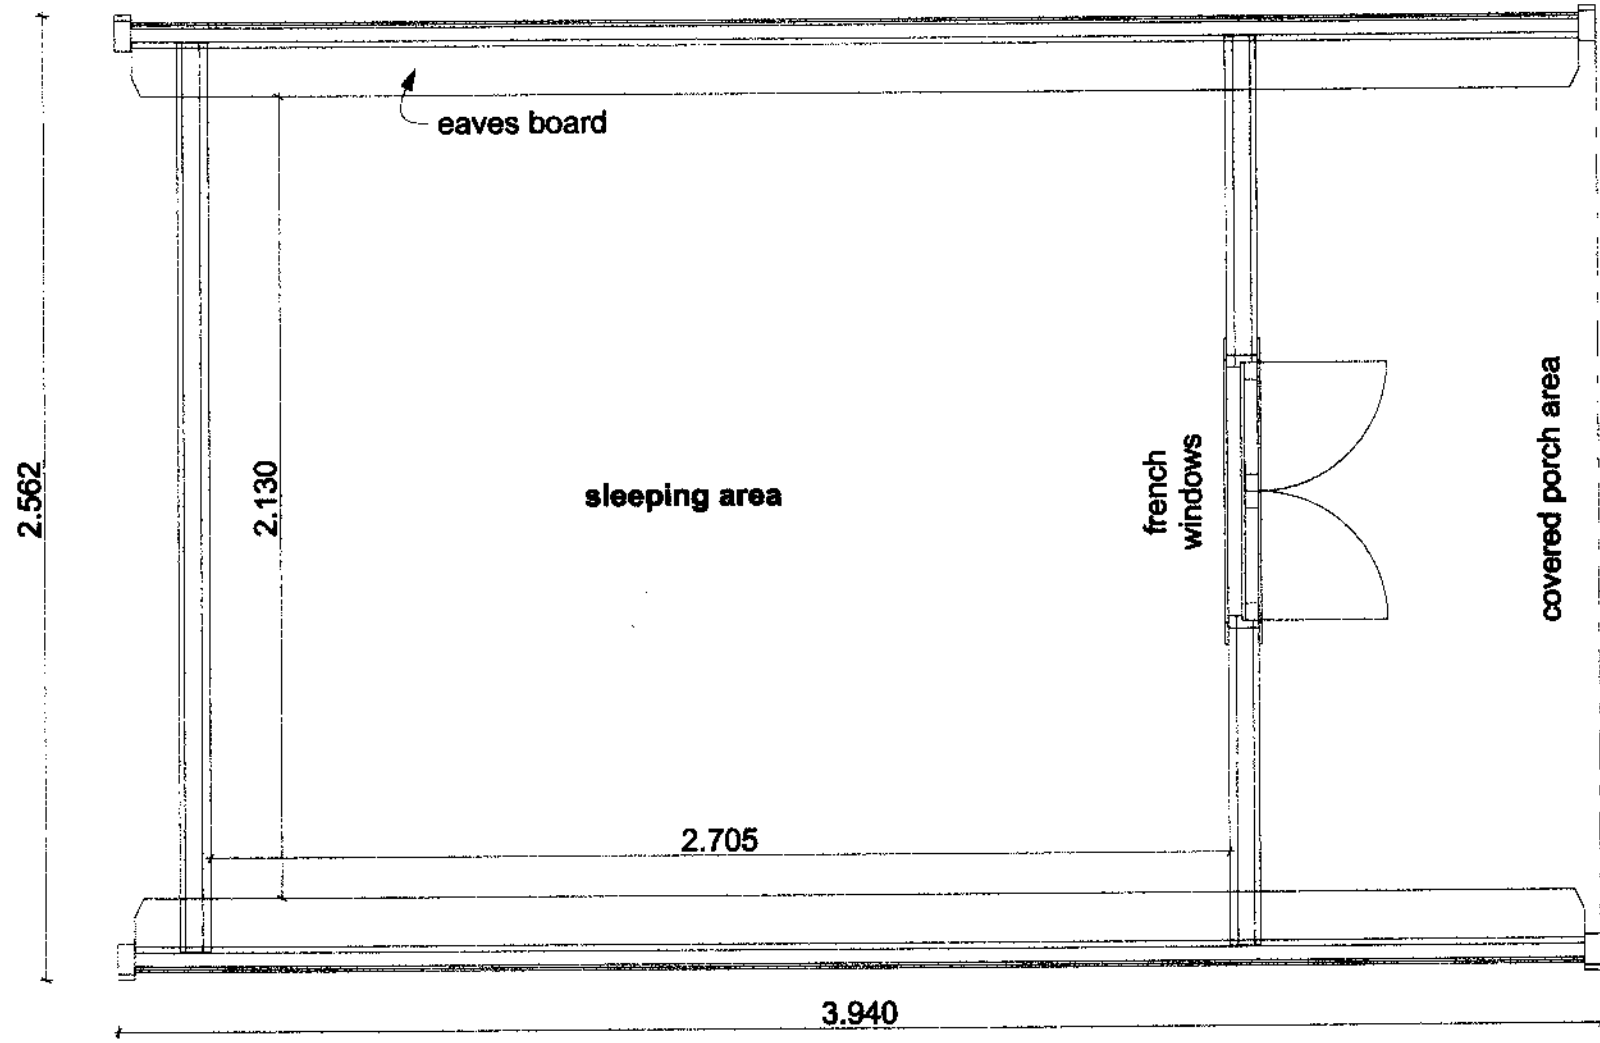 eaves board
2.562
2.130
sleeping area
french
windows
covered porch area
2.705
3.940